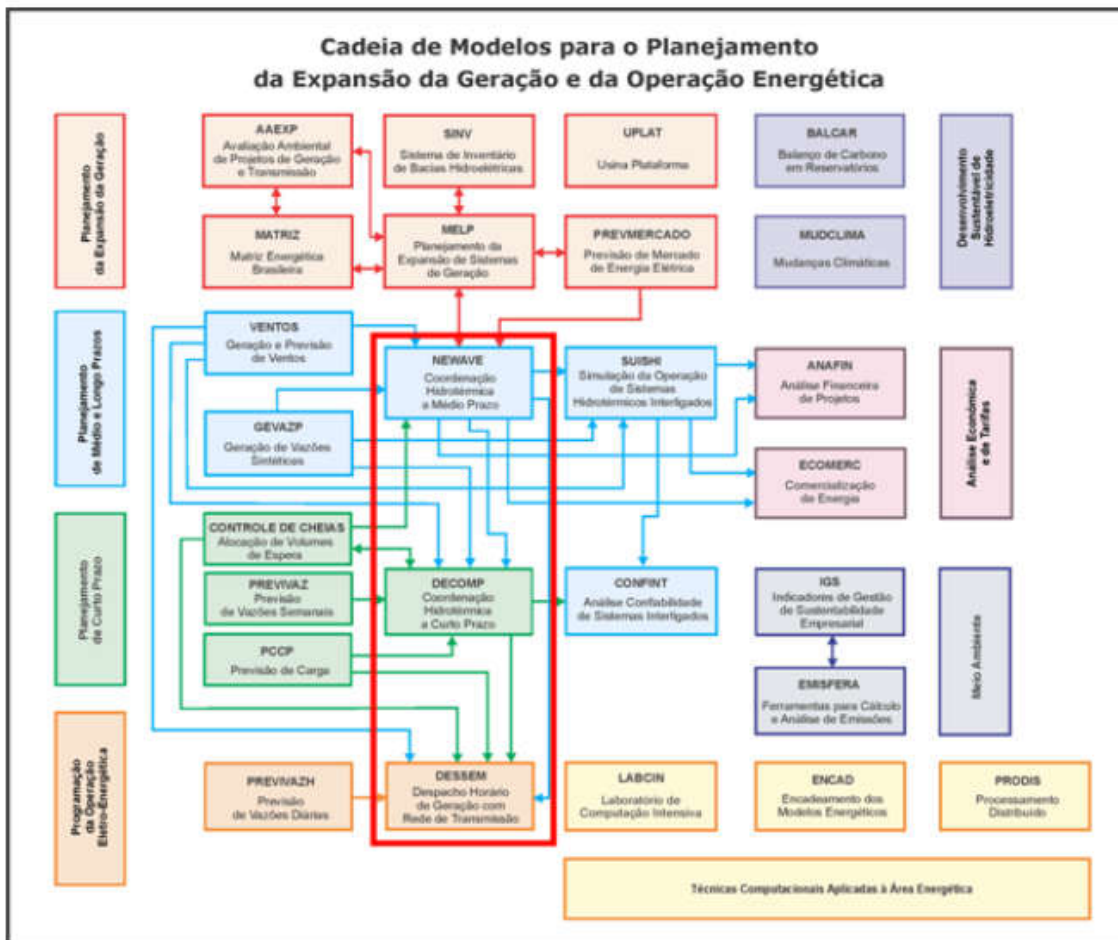 Cadeia de Modelos para o Planejamento
da Expansão da Geração e da Operação Energética
Planejamento
da Expansão da Geração
AAEXP
Avaliação Ambiental
de Projetos de Geração
e Transmissão
SINV
Sistema de Inventário
de Bacias Hidroelétricas
UPLAT
Usina Plataforma
BALCAR
Balanço de Carbono
em Reservatórios
Desenvolvimento
Sustentável de
Hidroeletricidade
MATRIZ
Matriz Energética
Brasileira
MELP
Planejamento da
Expansão de Sistemas
de Geração
PREVMERCADO
Previsão de Mercado
de Energia Elétrica
MUDCLIMA
Mudanças Climáticas
Planejamento
de Médio e Longo Prazos
VENTOS
Geração e Previsão
de Ventos
NEWAVE
Coordenação
Hidrotérmica
a Médio Prazo
SUISHI
Simulação da Operação
de Sistemas
Hidrotérmicos Interligados
ANAFIN
Análise Financeira
de Projetos
Análise Econômica
e de Tarifas
GEVAZP
Geração de Vazões
Sintéticas
ECOMERC
Comercialização
de Energia
Planejamento
de Curto Prazo
CONTROLE DE CHEIAS
Alocação de Volumes
de Espera
PREVIVAZ
Previsão
de Vazões Semanais
DECOMP
Coordenação
Hidrotérmica
a Curto Prazo
CONFINT
Análise Confiabilidade
de Sistemas Interligados
IGS
Indicadores de Gestão
de Sustentabilidade
Empresarial
Meio Ambiente
PCCP
Previsão de Carga
EMISFERA
Ferramentas para Cálculo
e Análise de Emissões
Programação
da Operação
Eletro-Energética
PREVIVAZH
Previsão
de Vazões Diárias
DESSEM
Despacho Horário
de Geração com
Rede de Transmissão
LABCIN
Laboratório de
Computação Intensiva
ENCAD
Encadeamento dos
Modelos Energéticos
PRODIS
Processamento
Distribuído
Técnicas Computacionais Aplicadas à Área Energética